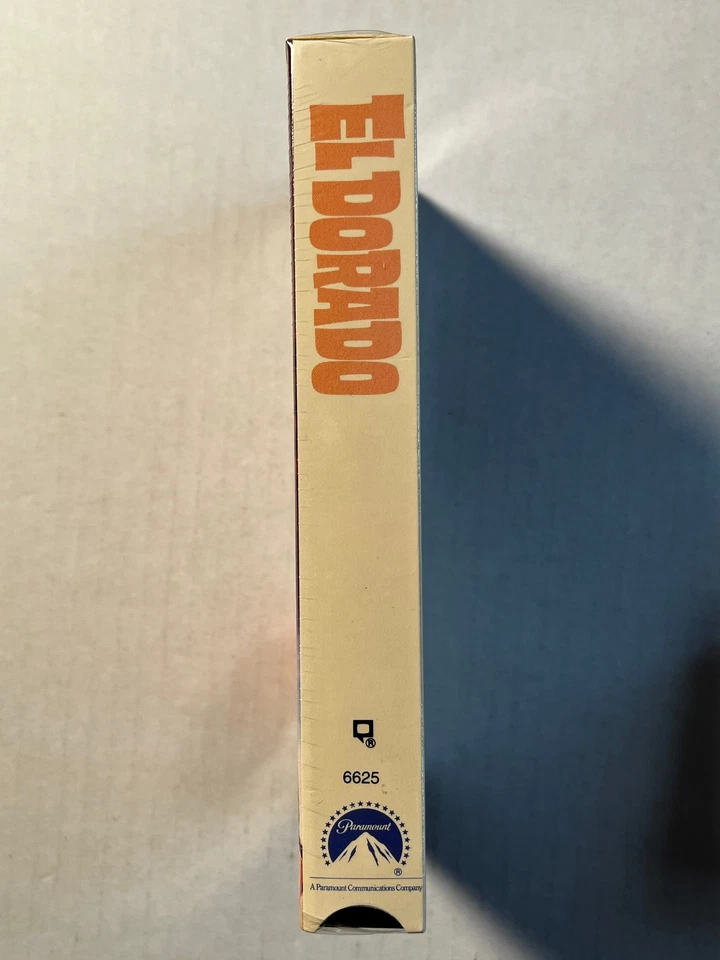 EL DORADO
®
6625
Paramount
®
A Paramount Communications Company